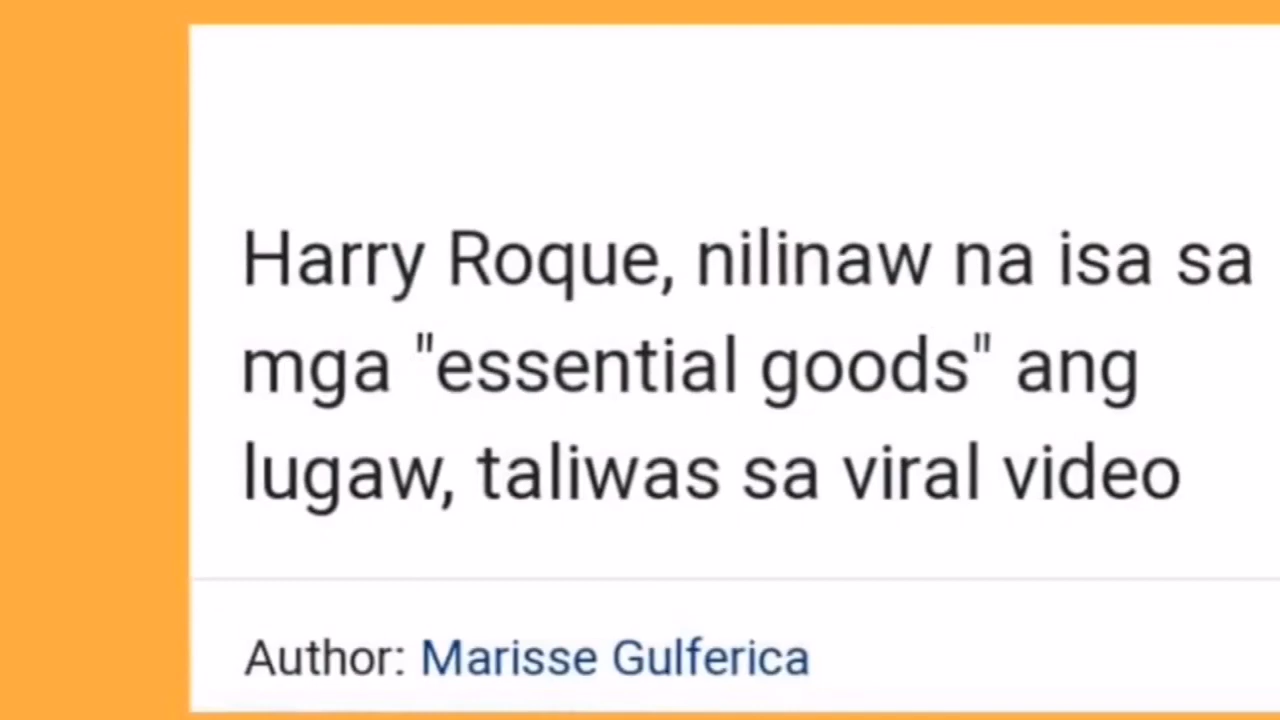 Harry Roque, nilinaw na isa sa
mga "essential goods" ang
lugaw, taliwas sa viral video
Author: Marisse Gulferica